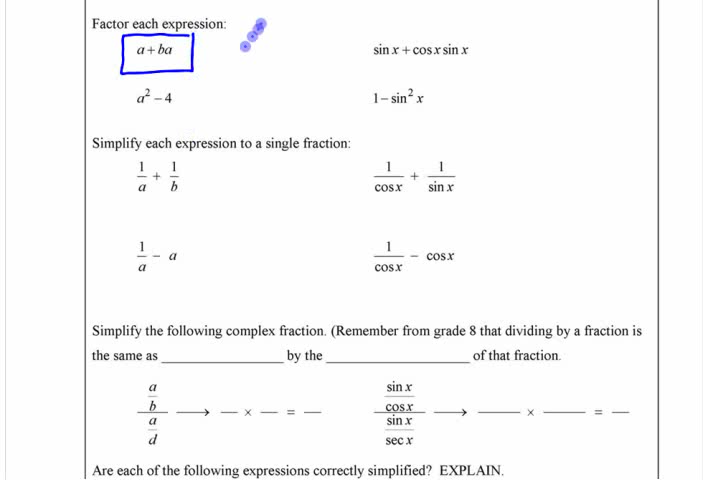 Factor each expression:
a + ba    sin x + cos x sin x
a² − 4    1 − sin² x
Simplify each expression to a single fraction:
1/a + 1/b    1/cos x + 1/sin x
1/a − a    1/cos x − cos x
Simplify the following complex fraction. (Remember from grade 8 that dividing by a fraction is
the same as ________________ by the ___________________ of that fraction.
(a/b)/(a/d) ⟶ — × — = —    (sin x/cos x)/(sin x/sec x) ⟶ —— × —— = —
Are each of the following expressions correctly simplified? EXPLAIN.